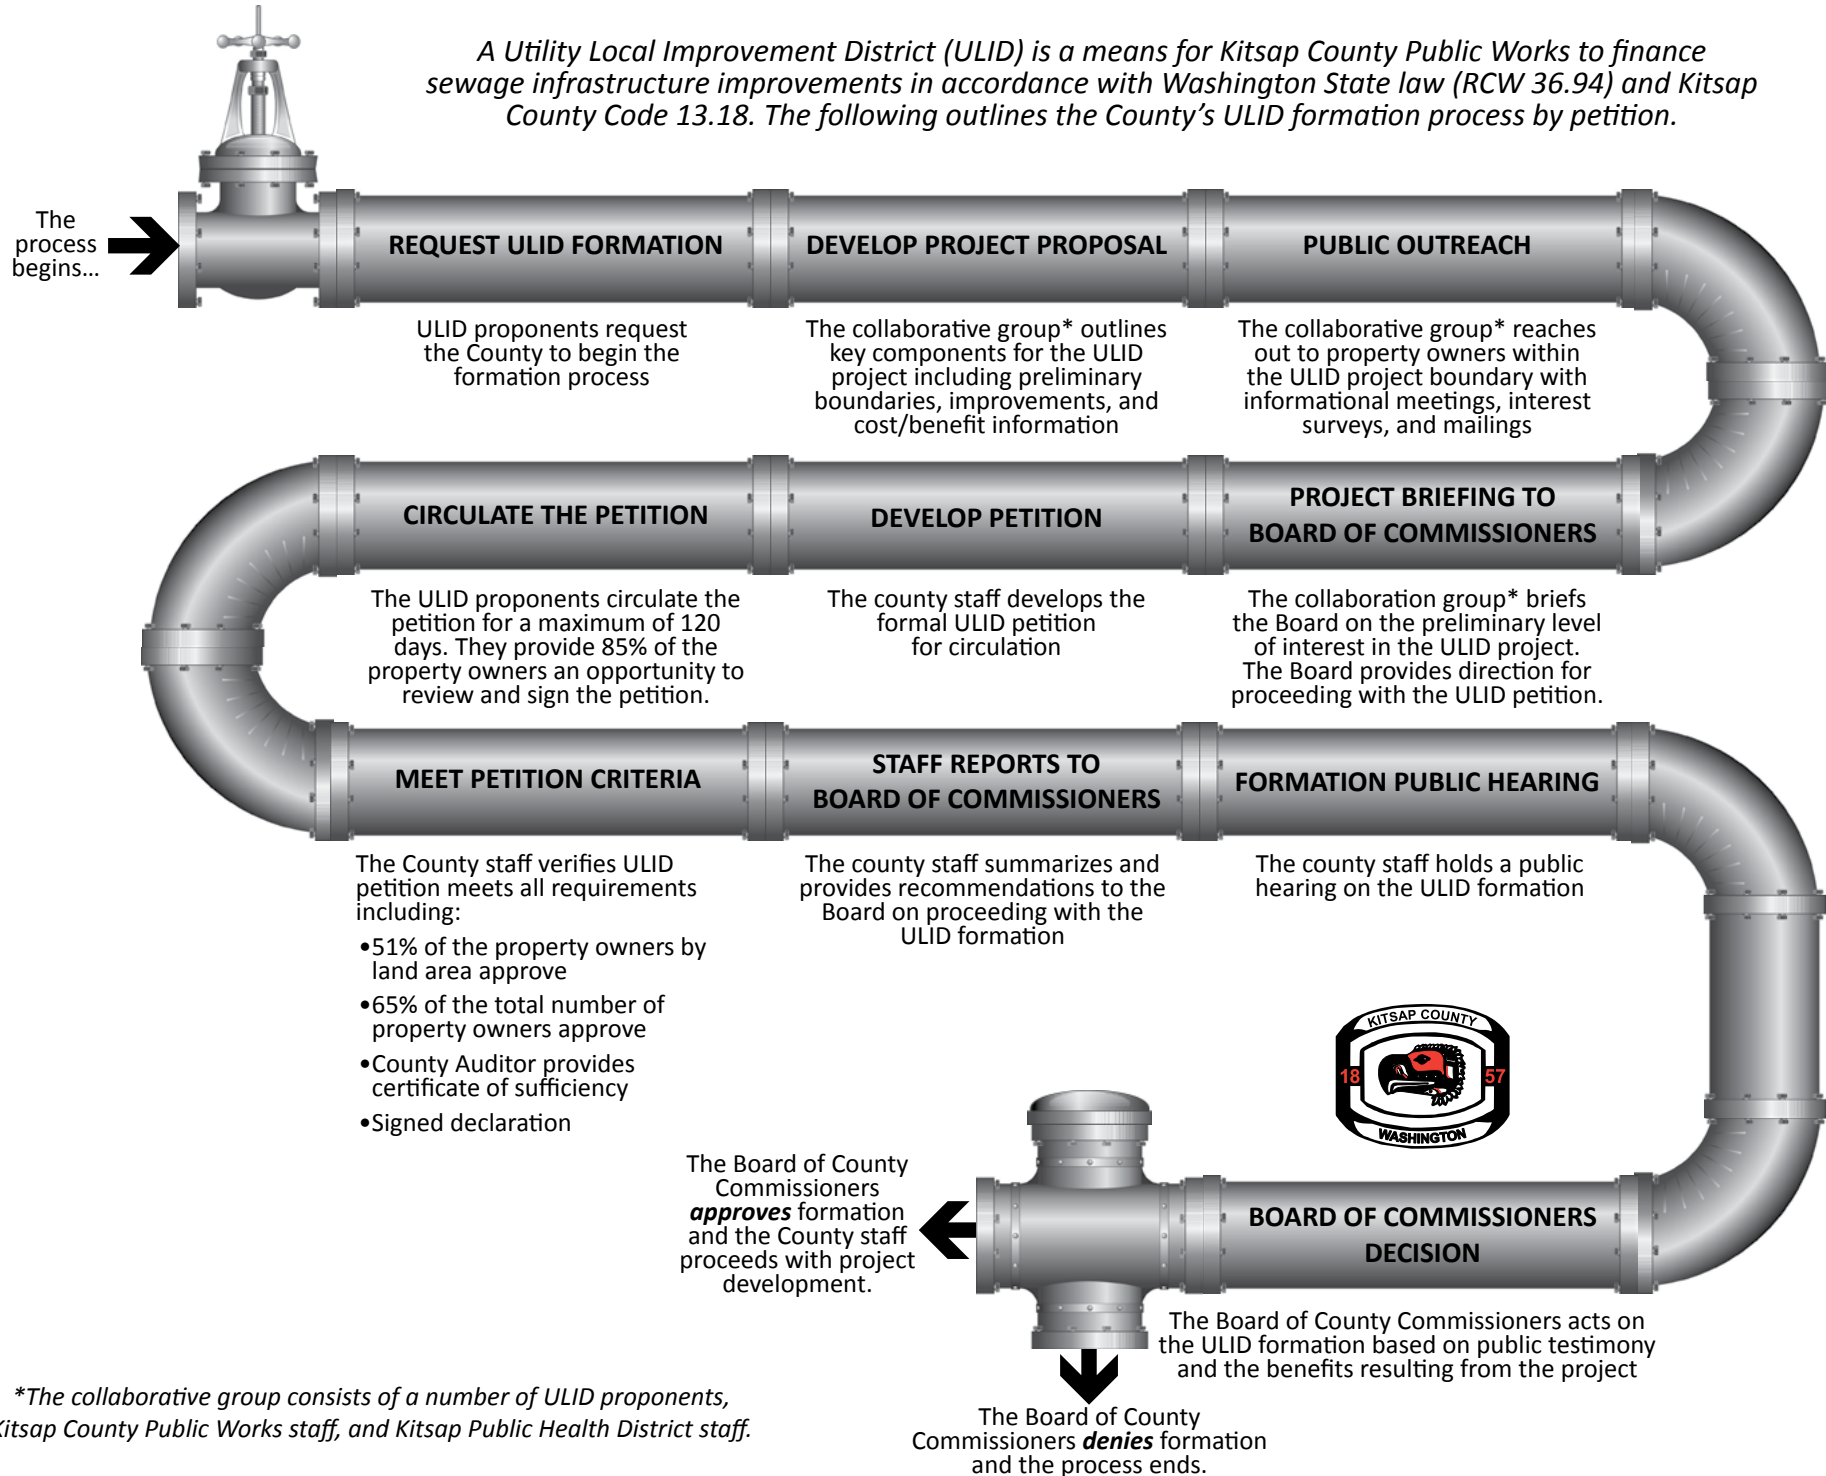 A Utility Local Improvement District (ULID) is a means for Kitsap County Public Works to finance
sewage infrastructure improvements in accordance with Washington State law (RCW 36.94) and Kitsap
County Code 13.18. The following outlines the County's ULID formation process by petition.
The
process
begins...
REQUEST ULID FORMATION
ULID proponents request
the County to begin the
formation process
DEVELOP PROJECT PROPOSAL
The collaborative group* outlines
key components for the ULID
project including preliminary
boundaries, improvements, and
cost/benefit information
PUBLIC OUTREACH
The collaborative group* reaches
out to property owners within
the ULID project boundary with
informational meetings, interest
surveys, and mailings
PROJECT BRIEFING TO
BOARD OF COMMISSIONERS
The collaboration group* briefs
the Board on the preliminary level
of interest in the ULID project.
The Board provides direction for
proceeding with the ULID petition.
DEVELOP PETITION
The county staff develops the
formal ULID petition
for circulation
CIRCULATE THE PETITION
The ULID proponents circulate the
petition for a maximum of 120
days. They provide 85% of the
property owners an opportunity to
review and sign the petition.
MEET PETITION CRITERIA
The County staff verifies ULID
petition meets all requirements
including:
•51% of the property owners by
land area approve
•65% of the total number of
property owners approve
•County Auditor provides
certificate of sufficiency
•Signed declaration
STAFF REPORTS TO
BOARD OF COMMISSIONERS
The county staff summarizes and
provides recommendations to the
Board on proceeding with the
ULID formation
FORMATION PUBLIC HEARING
The county staff holds a public
hearing on the ULID formation
KITSAP COUNTY
18 57
WASHINGTON
BOARD OF COMMISSIONERS
DECISION
The Board of County Commissioners acts on
the ULID formation based on public testimony
and the benefits resulting from the project
The Board of County
Commissioners
approves formation
and the County staff
proceeds with project
development.
The Board of County
Commissioners denies formation
and the process ends.
*The collaborative group consists of a number of ULID proponents,
Kitsap County Public Works staff, and Kitsap Public Health District staff.